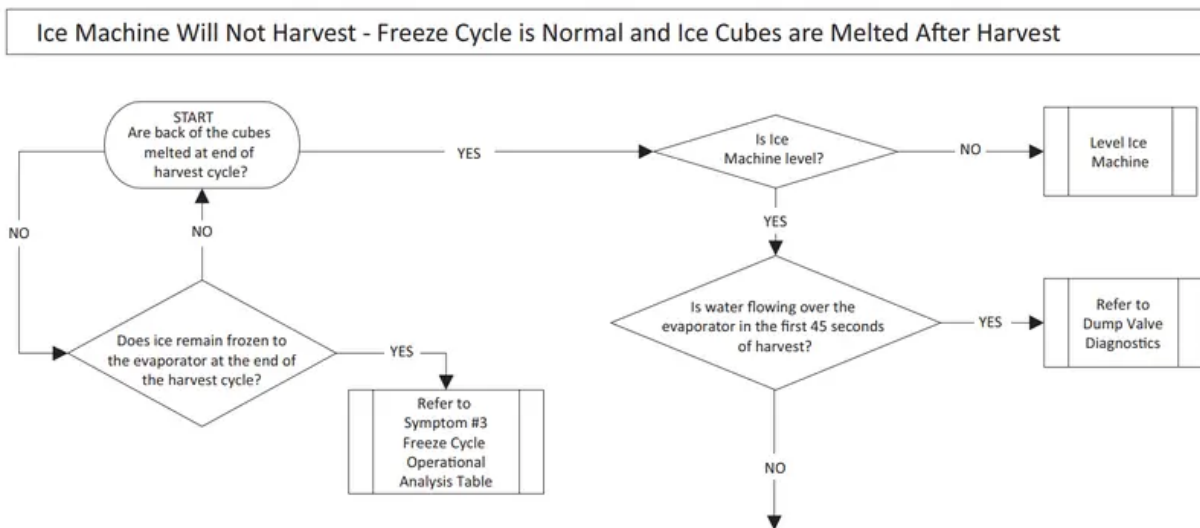 Ice Machine Will Not Harvest - Freeze Cycle is Normal and Ice Cubes are Melted After Harvest
START
Are back of the cubes
melted at end of
harvest cycle?
YES
Is Ice
Machine level?
NO
Level Ice
Machine
NO
NO
YES
Does ice remain frozen to
the evaporator at the end of
the harvest cycle?
YES
Refer to
Symptom #3
Freeze Cycle
Operational
Analysis Table
Is water flowing over the
evaporator in the first 45 seconds
of harvest?
YES
Refer to
Dump Valve
Diagnostics
NO